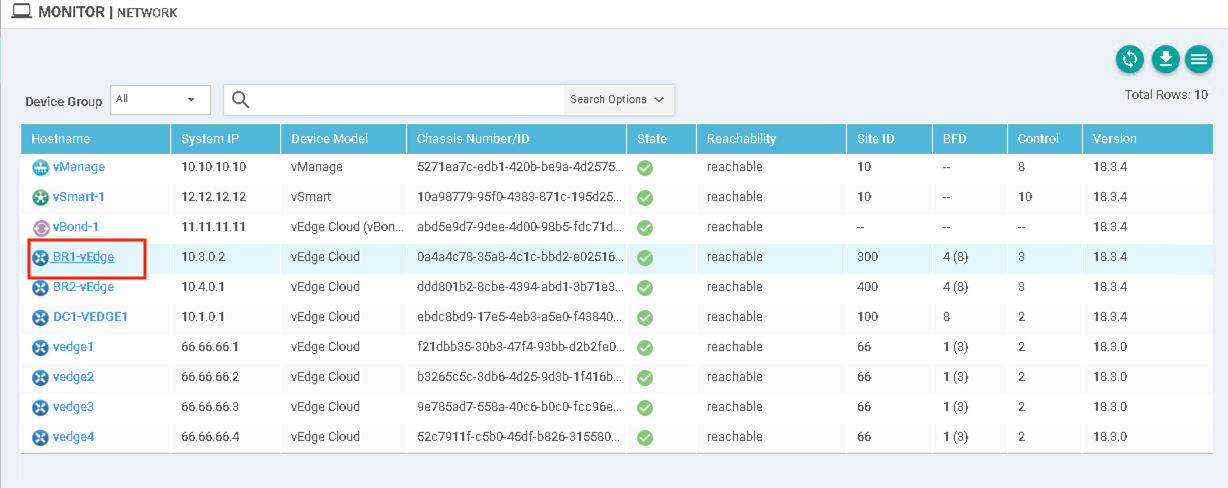 MONITOR | NETWORK
Device Group All Search Options Total Rows: 10
Hostname System IP Device Model Chassis Number/ID State Reachability Site ID BFD Control Version
vManage 10.10.10.10 vManage 5271ea7c-edb1-420b-be9a-4d2575... reachable 10 -- 8 18.3.4
vSmart-1 12.12.12.12 vSmart 10a98779-95f0-4383-871c-195d25... reachable 10 -- 10 18.3.4
vBond-1 11.11.11.11 vEdge Cloud (vBon... abd5e9d7-9dee-4d00-98b5-fdc71d... reachable -- -- -- 18.3.4
BR1-vEdge 10.3.0.2 vEdge Cloud 0a4a4c78-35a8-4c1c-bbd2-e02516... reachable 300 4 (8) 3 18.3.4
BR2-vEdge 10.4.0.1 vEdge Cloud ddd801b2-8cbe-4394-abd1-3b71e3... reachable 400 4 (8) 3 18.3.4
DC1-VEDGE1 10.1.0.1 vEdge Cloud ebdc8bd9-17e5-4eb3-a5e0-f43840... reachable 100 8 2 18.3.4
vedge1 66.66.66.1 vEdge Cloud f21dbb35-30b3-47f4-93bb-d2b2fe0... reachable 66 1 (3) 2 18.3.0
vedge2 66.66.66.2 vEdge Cloud b3265c5c-3db6-4d25-9d3b-1f416b... reachable 66 1 (3) 2 18.3.0
vedge3 66.66.66.3 vEdge Cloud 9e785ad7-558a-40c6-b0c0-fcc96e... reachable 66 1 (3) 2 18.3.0
vedge4 66.66.66.4 vEdge Cloud 52c7911f-c5b0-45df-b826-315580... reachable 66 1 (3) 2 18.3.0